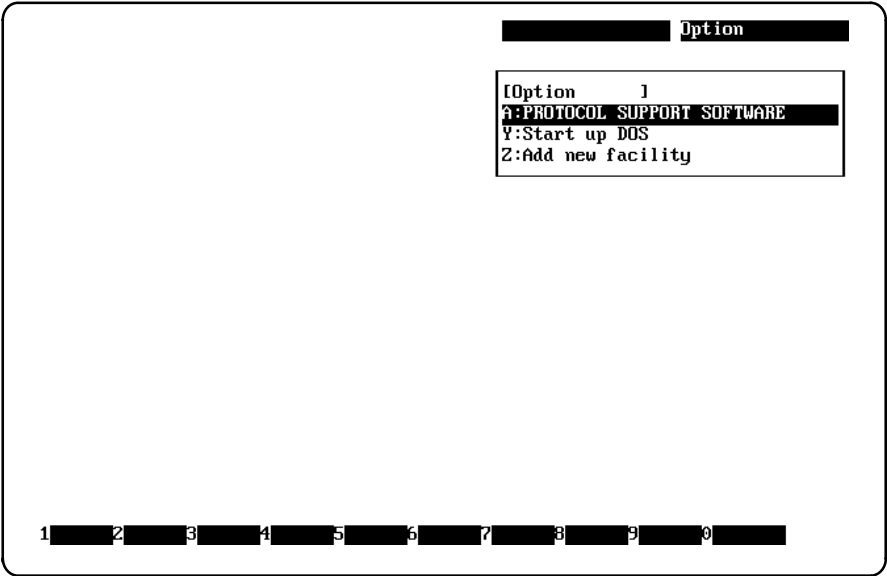 Option
[Option ]
A:PROTOCOL SUPPORT SOFTWARE
Y:Start up DOS
Z:Add new facility
1 2 3 4 5 6 7 8 9 0